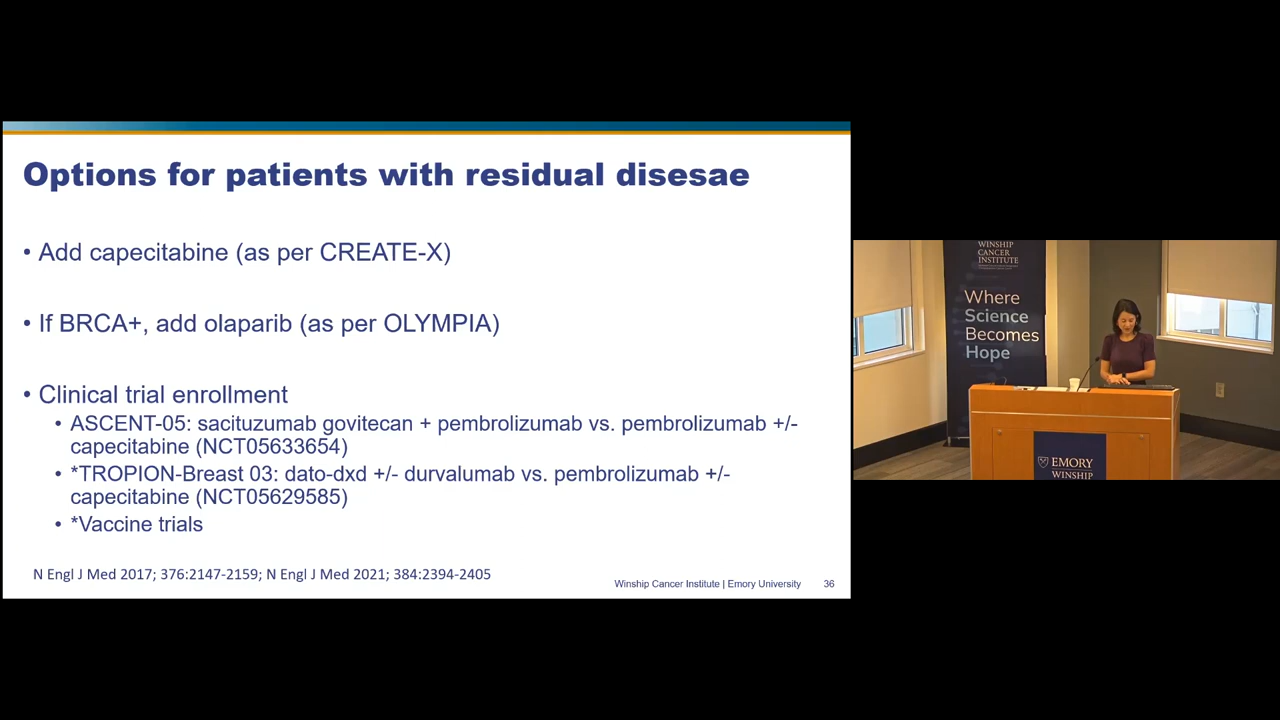 Options for patients with residual disesae
• Add capecitabine (as per CREATE-X)
• If BRCA+, add olaparib (as per OLYMPIA)
• Clinical trial enrollment
• ASCENT-05: sacituzumab govitecan + pembrolizumab vs. pembrolizumab +/-
capecitabine (NCT05633654)
• *TROPION-Breast 03: dato-dxd +/- durvalumab vs. pembrolizumab +/-
capecitabine (NCT05629585)
• *Vaccine trials
N Engl J Med 2017; 376:2147-2159; N Engl J Med 2021; 384:2394-2405
Winship Cancer Institute | Emory University 36
WINSHIP
CANCER
INSTITUTE
Where
Science
Becomes
Hope
EMORY
WINSHIP